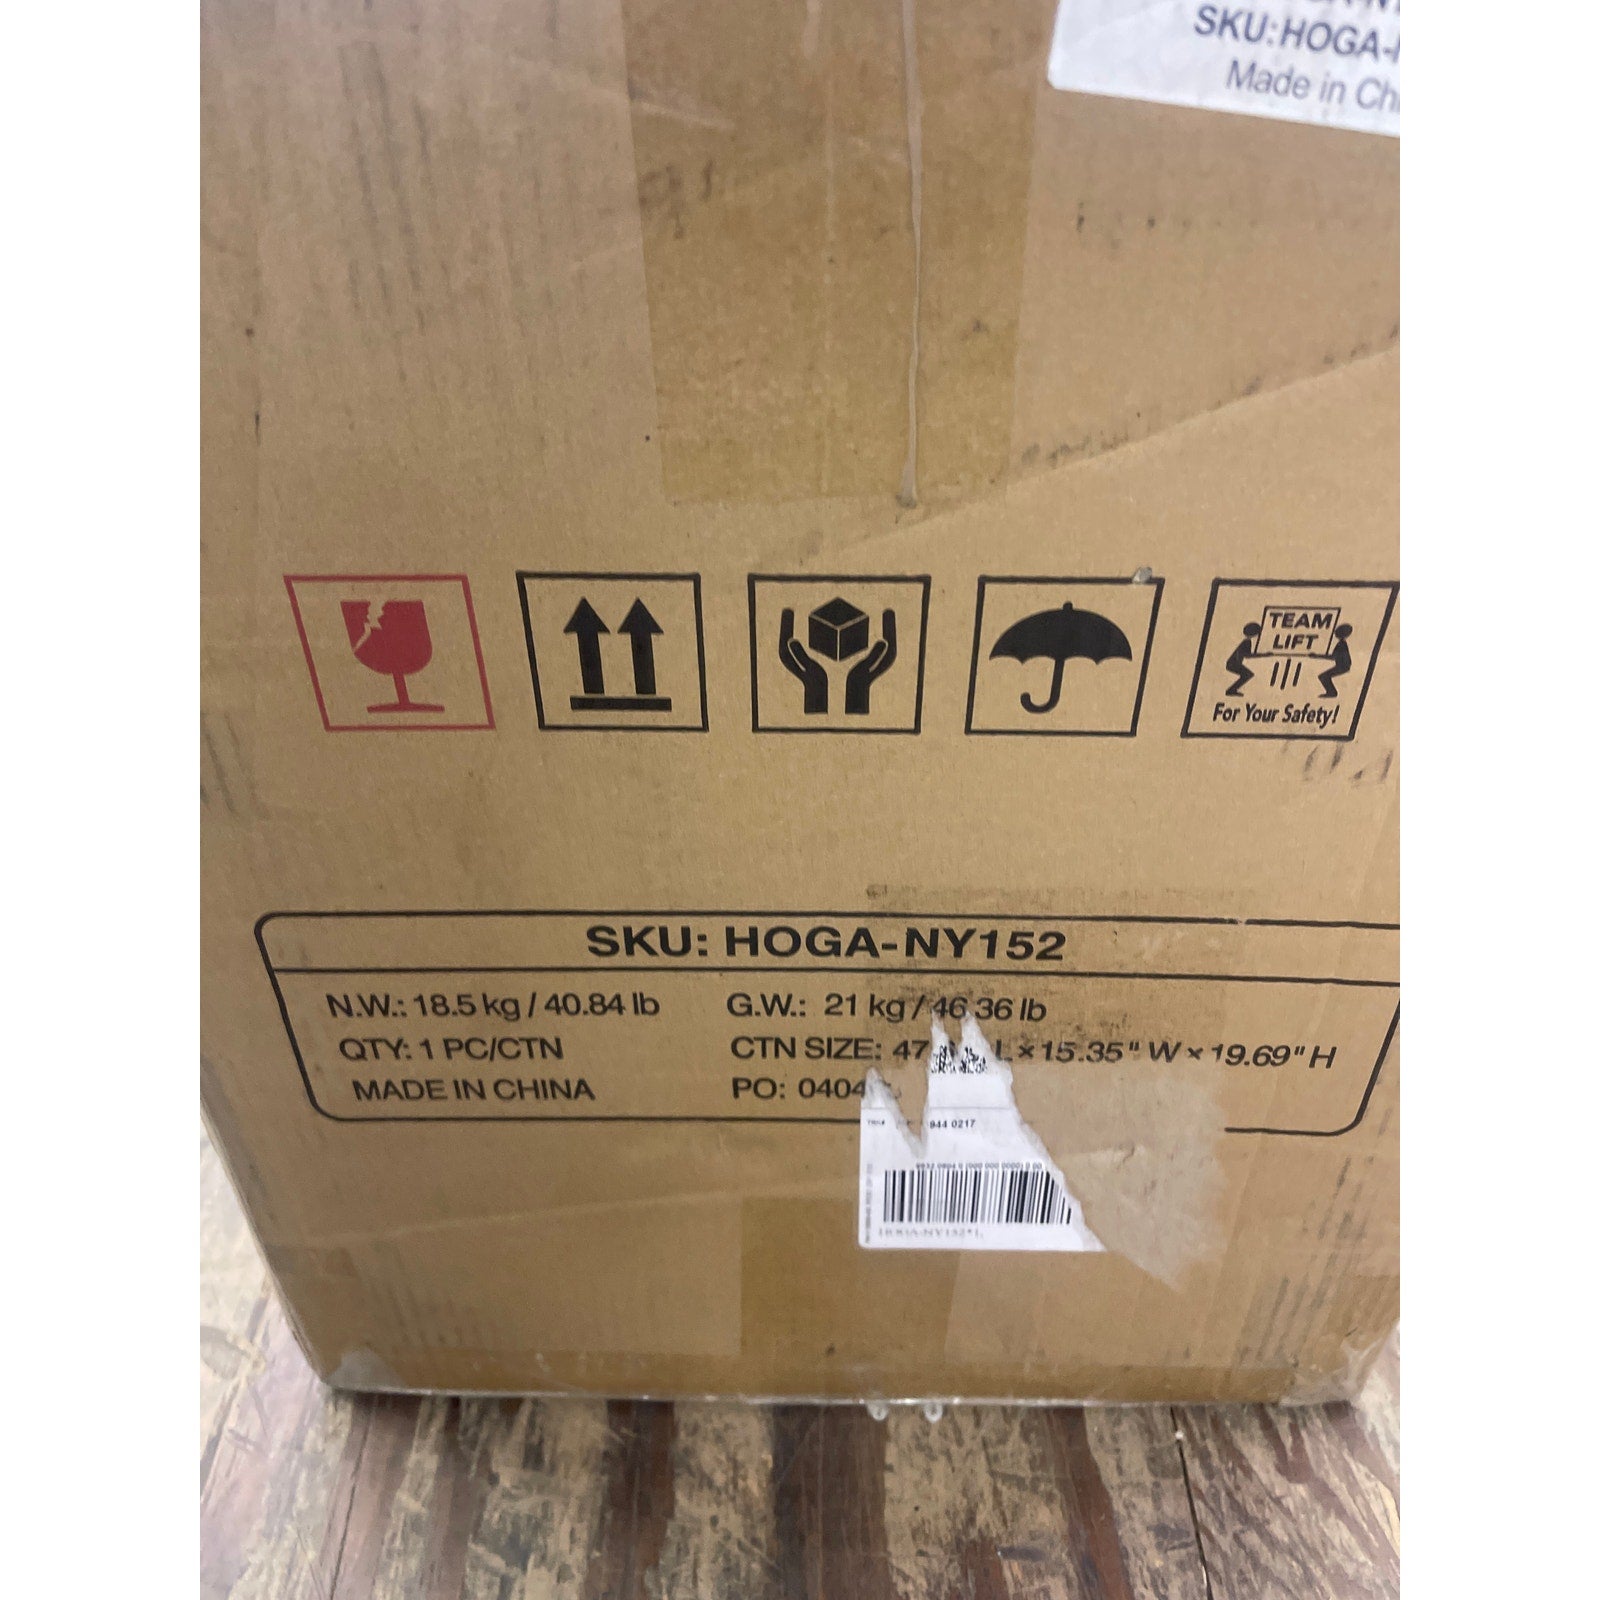 SKU:HOGA-
Made in
TEAM
LIFT
For Your Safety!
SKU: HOGA-NY152
N.W.: 18.5 kg / 40.84 lb
G.W.: 21 kg / 46.36 lb
QTY: 1 PC/CTN
CTN SIZE: 47 L × 15.35" W × 19.69" H
MADE IN CHINA
PO: 0404
TRK#
944 0217